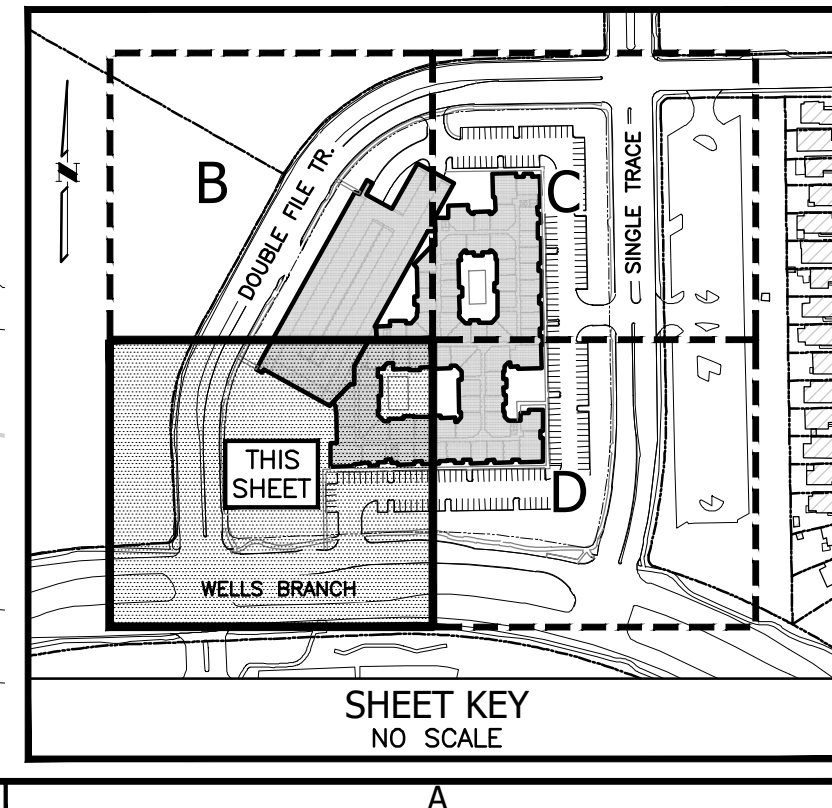 B
C
DOUBLE FILE TR.
SINGLE TRACE
N
THIS
SHEET
D
WELLS BRANCH
SHEET KEY
NO SCALE
A